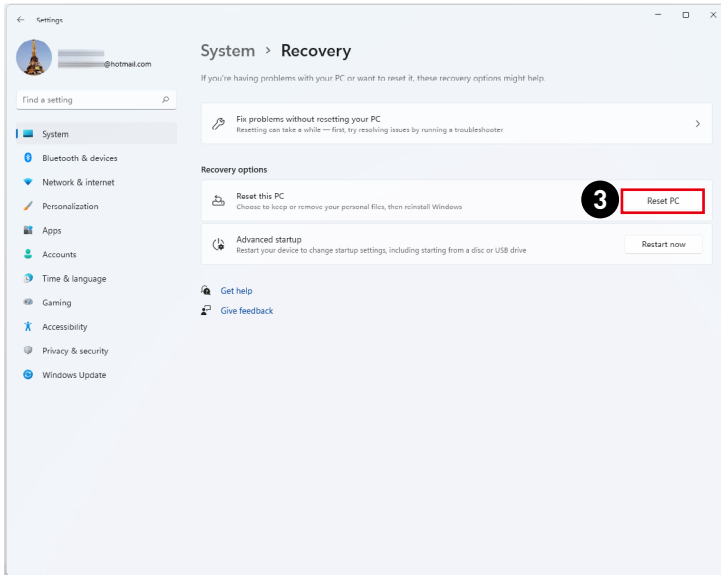 Settings
@hotmail.com
Find a setting
System
Bluetooth & devices
Network & internet
Personalization
Apps
Accounts
Time & language
Gaming
Accessibility
Privacy & security
Windows Update
System > Recovery
If you're having problems with your PC or want to reset it, these recovery options might help.
Fix problems without resetting your PC
Resetting can take a while — first, try resolving issues by running a troubleshooter
Recovery options
Reset this PC
Choose to keep or remove your personal files, then reinstall Windows
3
Reset PC
Advanced startup
Restart your device to change startup settings, including starting from a disc or USB drive
Restart now
Get help
Give feedback